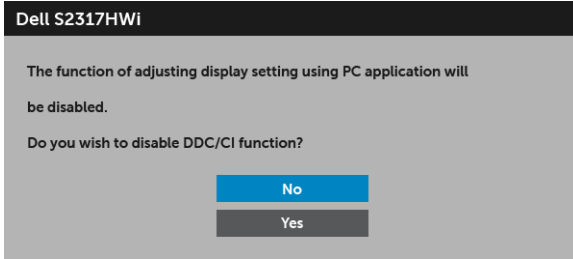 Dell S2317HWi
The function of adjusting display setting using PC application will
be disabled.
Do you wish to disable DDC/CI function?
No
Yes